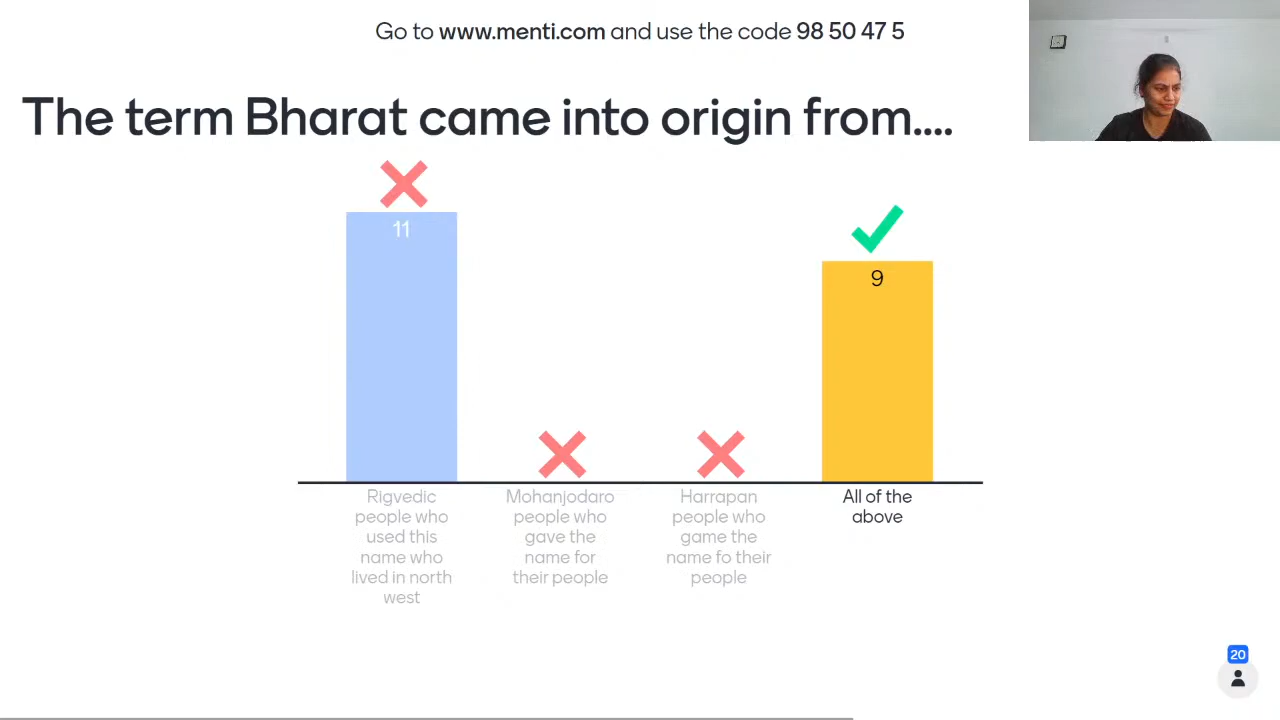 Go to www.menti.com and use the code 98 50 47 5
The term Bharat came into origin from....
11
9
Rigvedic
people who
used this
name who
lived in north
west
Mohanjodaro
people who
gave the
name for
their people
Harrapan
people who
game the
name fo their
people
All of the
above
20